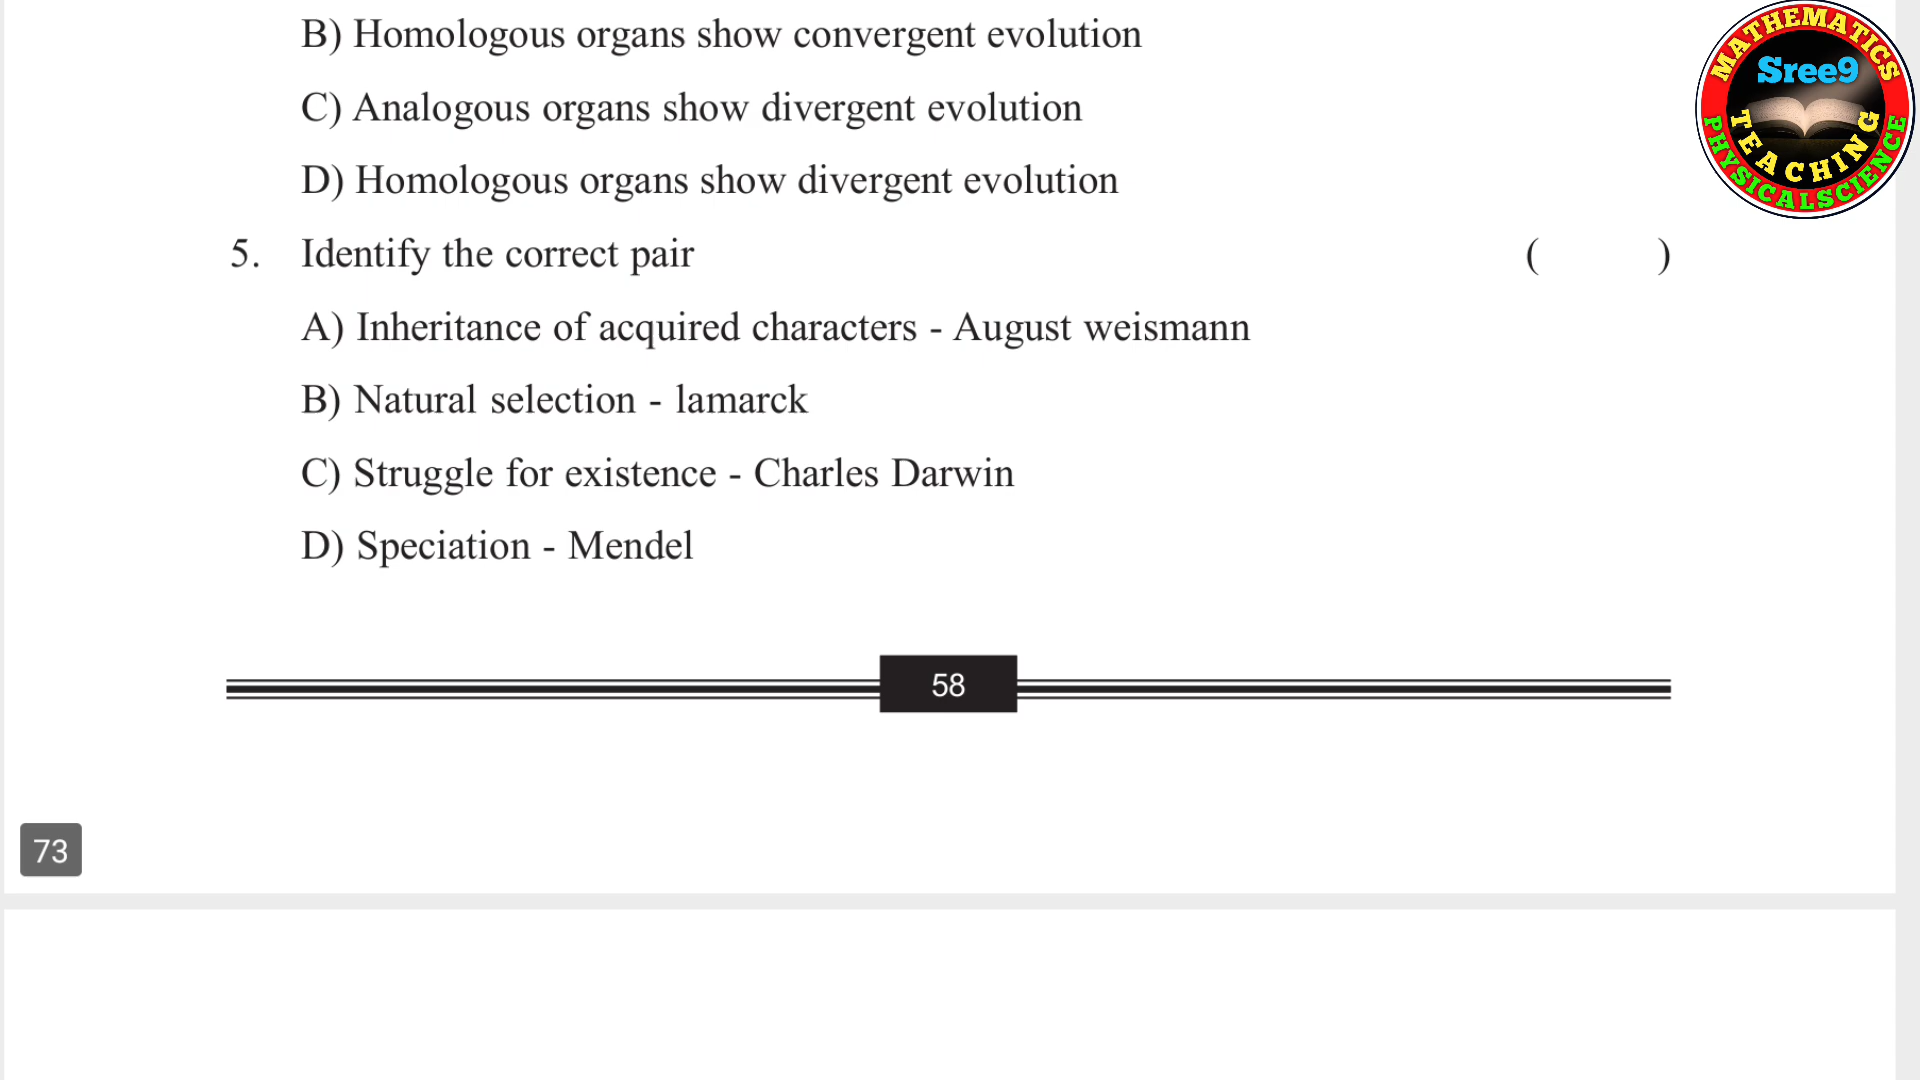 B) Homologous organs show convergent evolution
C) Analogous organs show divergent evolution
D) Homologous organs show divergent evolution
5. Identify the correct pair ( )
A) Inheritance of acquired characters - August weismann
B) Natural selection - lamarck
C) Struggle for existence - Charles Darwin
D) Speciation - Mendel
58
73
MATHEMATICS
Sree9
TEACHING
PHYSICALSCIENCE